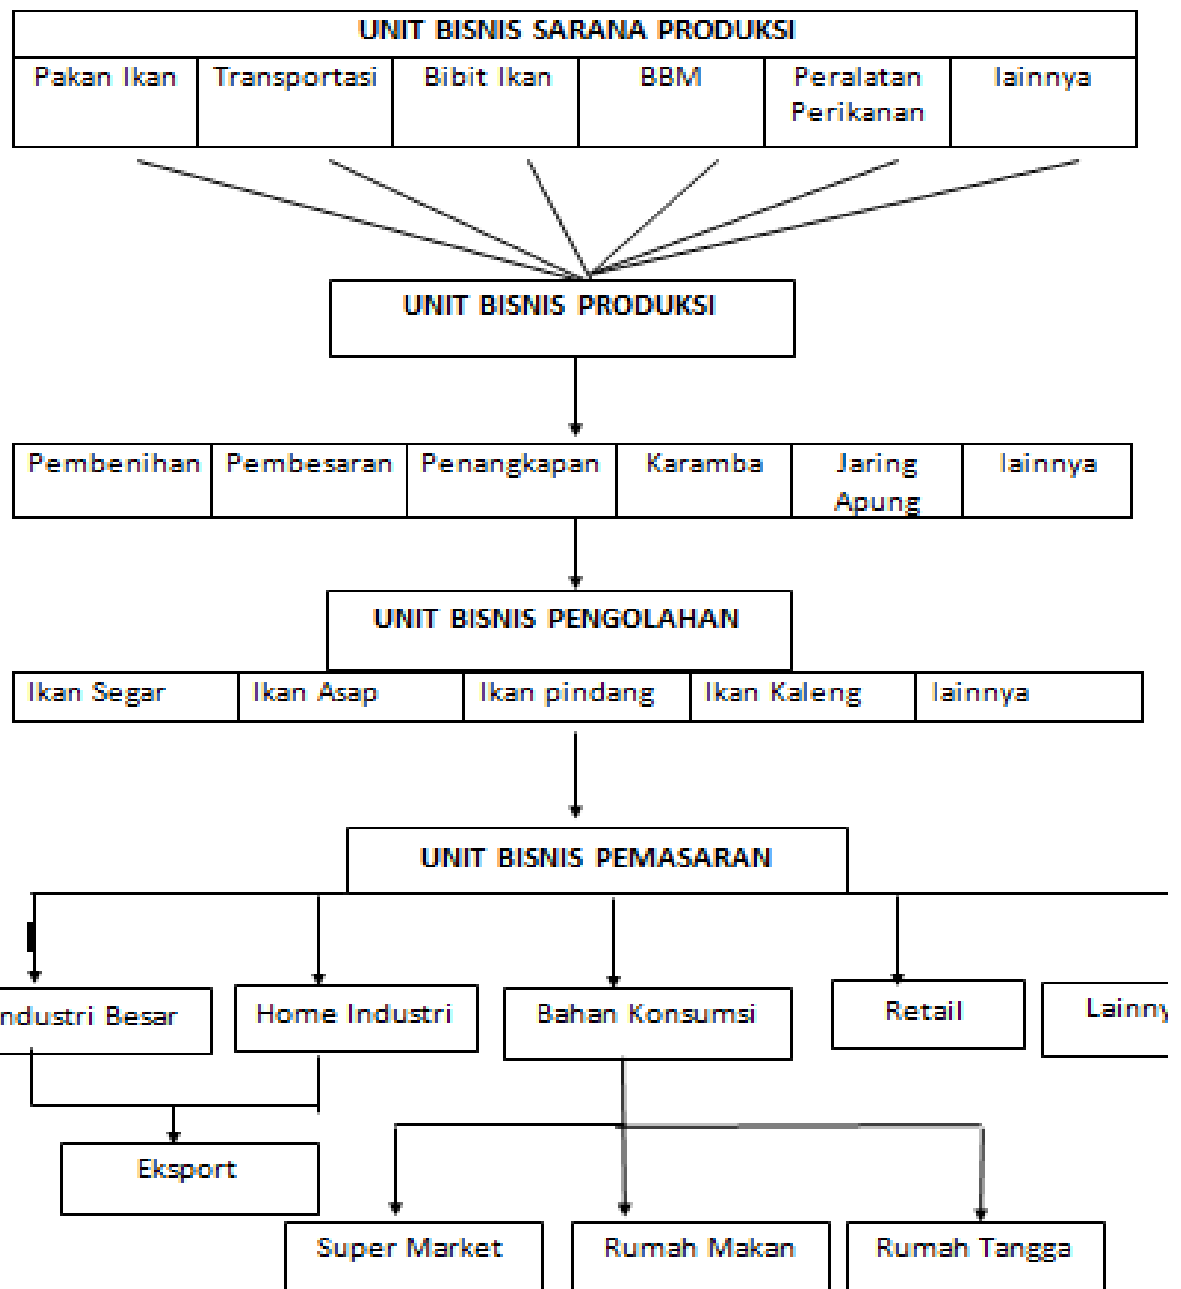 UNIT BISNIS SARANA PRODUKSI
Pakan Ikan Transportasi Bibit Ikan BBM Peralatan Perikanan lainnya
UNIT BISNIS PRODUKSI
Pembenihan Pembesaran Penangkapan Karamba Jaring Apung lainnya
UNIT BISNIS PENGOLAHAN
Ikan Segar Ikan Asap Ikan pindang Ikan Kaleng lainnya
UNIT BISNIS PEMASARAN
ndustri Besar Home Industri Bahan Konsumsi Retail Lainny
Eksport
Super Market Rumah Makan Rumah Tangga